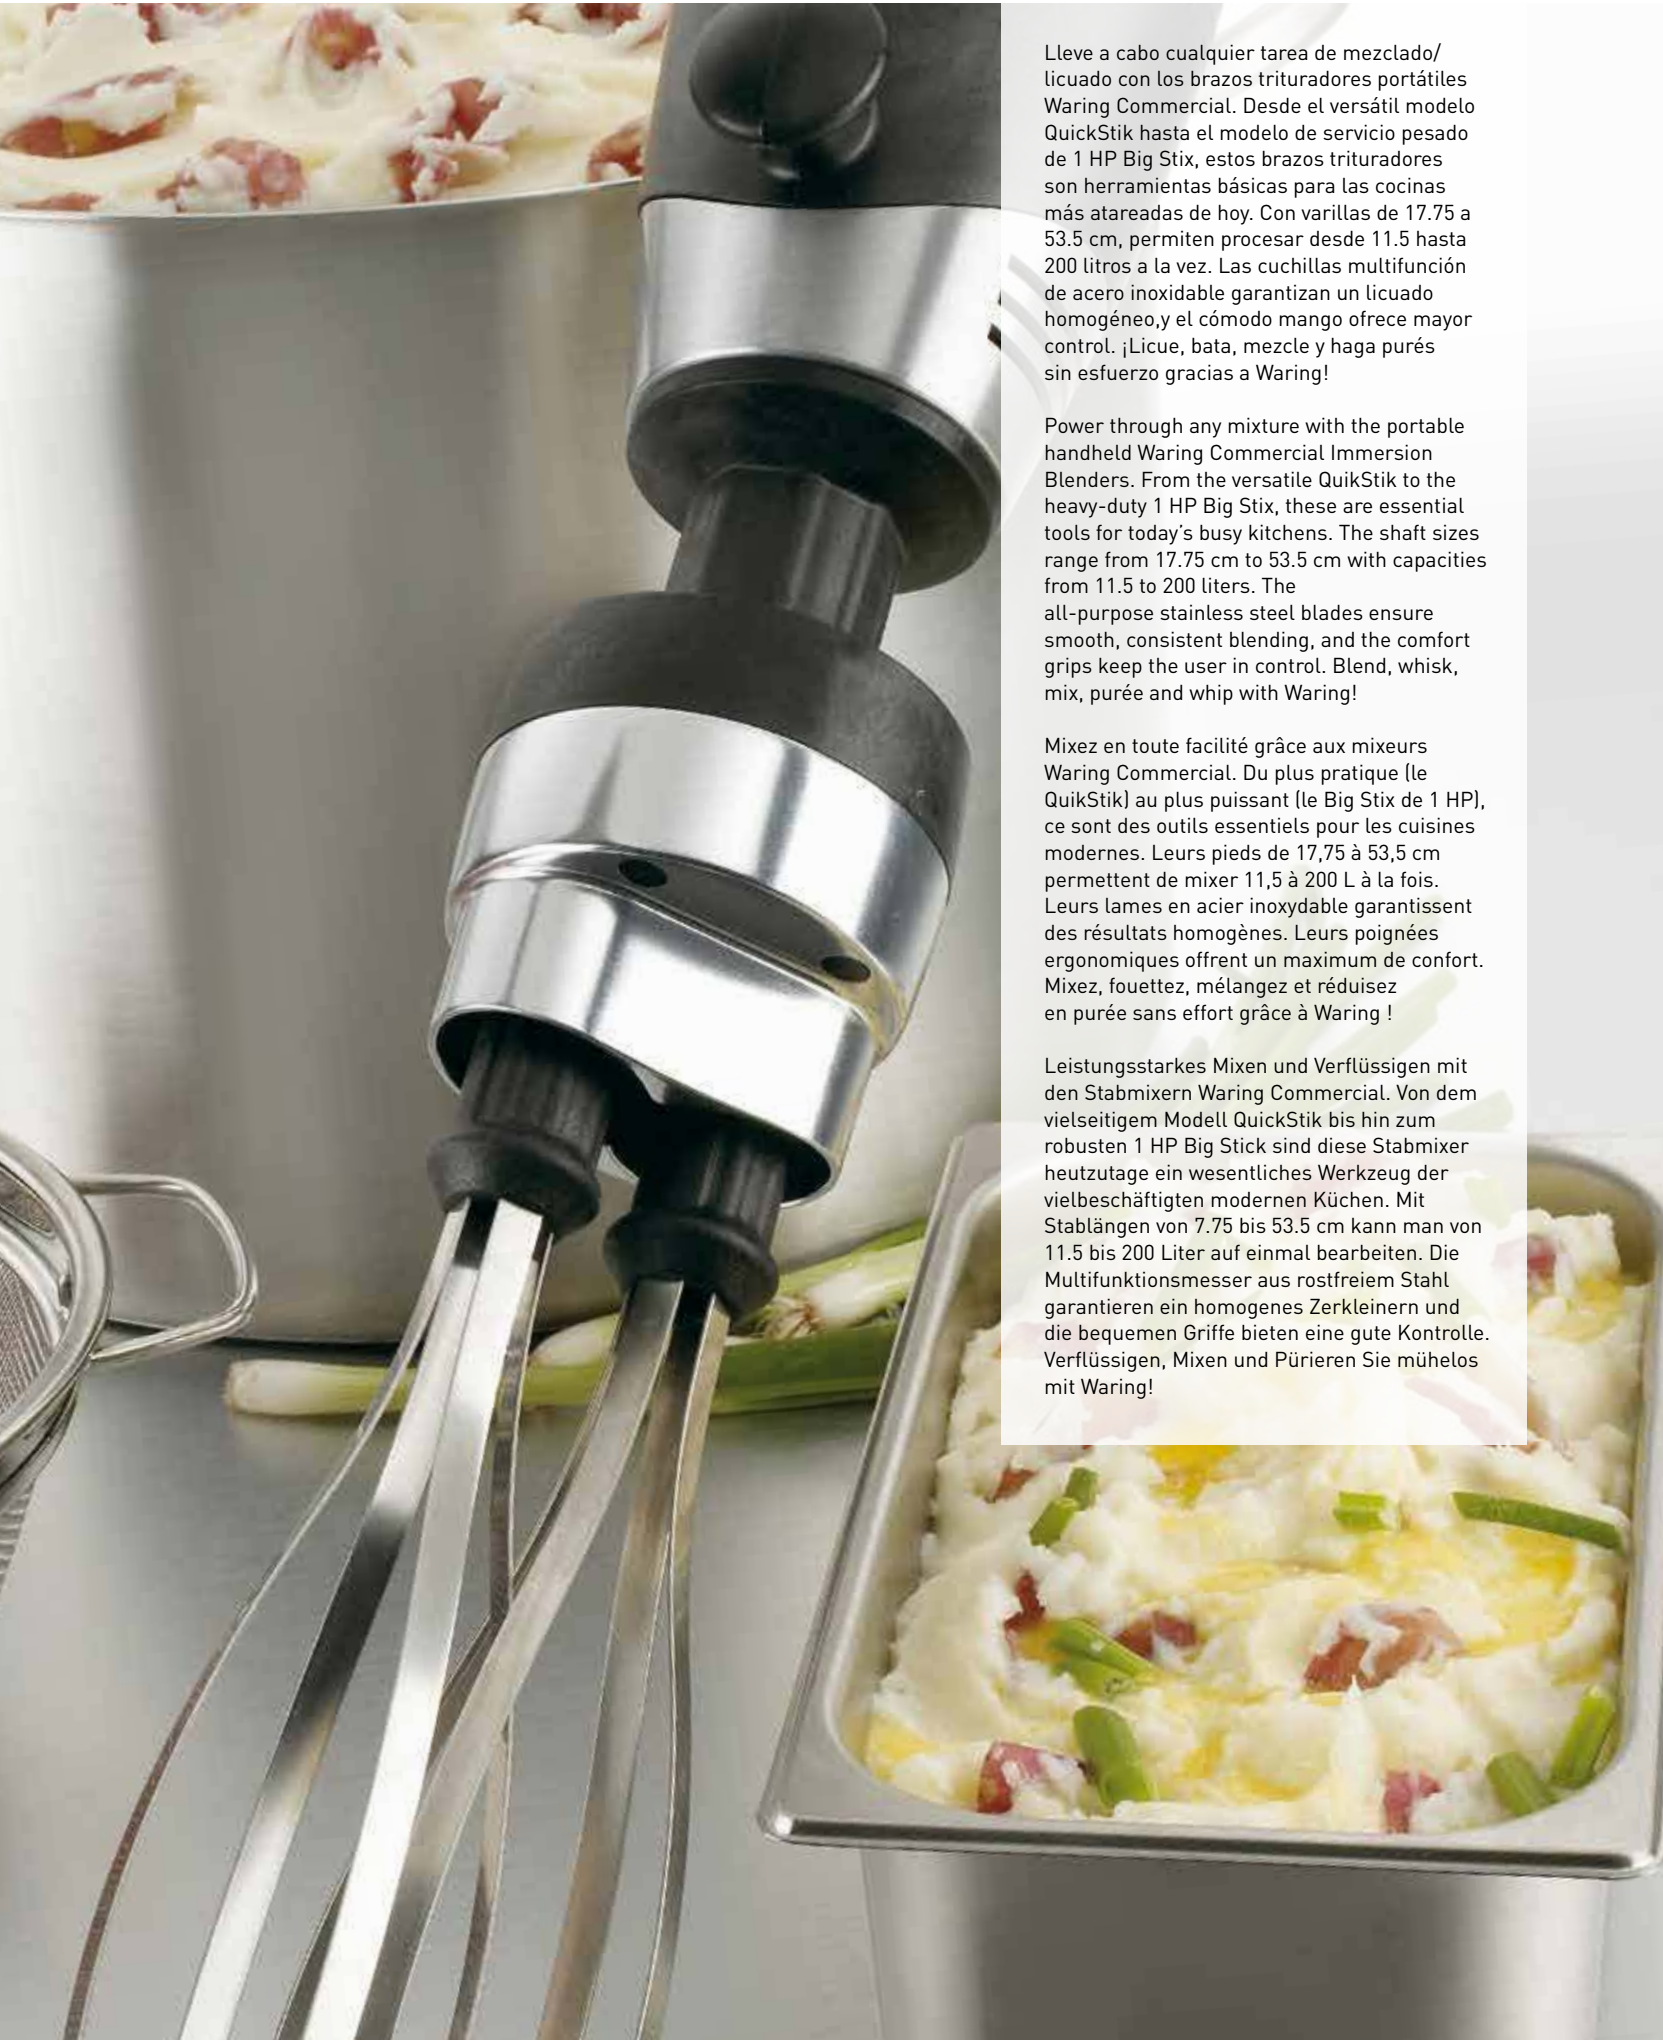 Lleve a cabo cualquier tarea de mezclado/
licuado con los brazos trituradores portátiles
Waring Commercial. Desde el versátil modelo
QuickStik hasta el modelo de servicio pesado
de 1 HP Big Stix, estos brazos trituradores
son herramientas básicas para las cocinas
más atareadas de hoy. Con varillas de 17.75 a
53.5 cm, permiten procesar desde 11.5 hasta
200 litros a la vez. Las cuchillas multifunción
de acero inoxidable garantizan un licuado
homogéneo,y el cómodo mango ofrece mayor
control. ¡Licue, bata, mezcle y haga purés
sin esfuerzo gracias a Waring!
Power through any mixture with the portable
handheld Waring Commercial Immersion
Blenders. From the versatile QuikStik to the
heavy-duty 1 HP Big Stix, these are essential
tools for today's busy kitchens. The shaft sizes
range from 17.75 cm to 53.5 cm with capacities
from 11.5 to 200 liters. The
all-purpose stainless steel blades ensure
smooth, consistent blending, and the comfort
grips keep the user in control. Blend, whisk,
mix, purée and whip with Waring!
Mixez en toute facilité grâce aux mixeurs
Waring Commercial. Du plus pratique (le
QuikStik) au plus puissant (le Big Stix de 1 HP),
ce sont des outils essentiels pour les cuisines
modernes. Leurs pieds de 17,75 à 53,5 cm
permettent de mixer 11,5 à 200 L à la fois.
Leurs lames en acier inoxydable garantissent
des résultats homogènes. Leurs poignées
ergonomiques offrent un maximum de confort.
Mixez, fouettez, mélangez et réduisez
en purée sans effort grâce à Waring !
Leistungsstarkes Mixen und Verflüssigen mit
den Stabmixern Waring Commercial. Von dem
vielseitigem Modell QuickStik bis hin zum
robusten 1 HP Big Stick sind diese Stabmixer
heutzutage ein wesentliches Werkzeug der
vielbeschäftigten modernen Küchen. Mit
Stablängen von 7.75 bis 53.5 cm kann man von
11.5 bis 200 Liter auf einmal bearbeiten. Die
Multifunktionsmesser aus rostfreiem Stahl
garantieren ein homogenes Zerkleinern und
die bequemen Griffe bieten eine gute Kontrolle.
Verflüssigen, Mixen und Pürieren Sie mühelos
mit Waring!